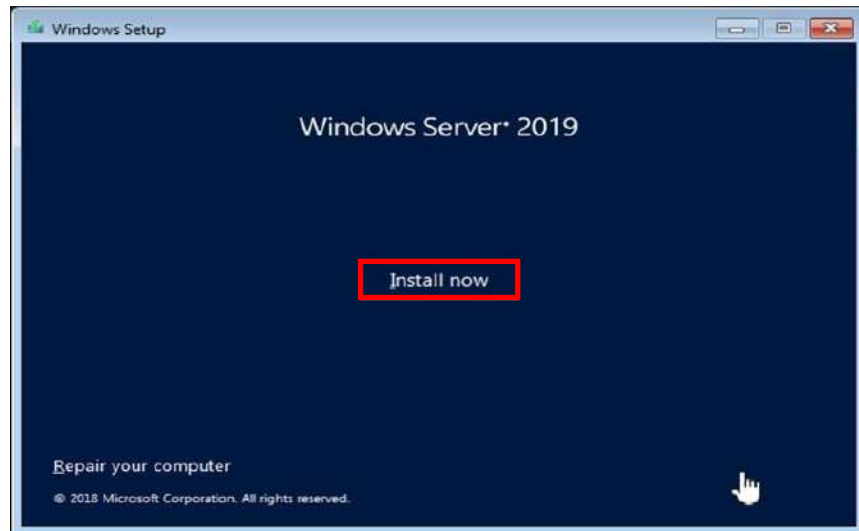 Windows Setup
Windows Server® 2019
Install now
Repair your computer
© 2018 Microsoft Corporation. All rights reserved.